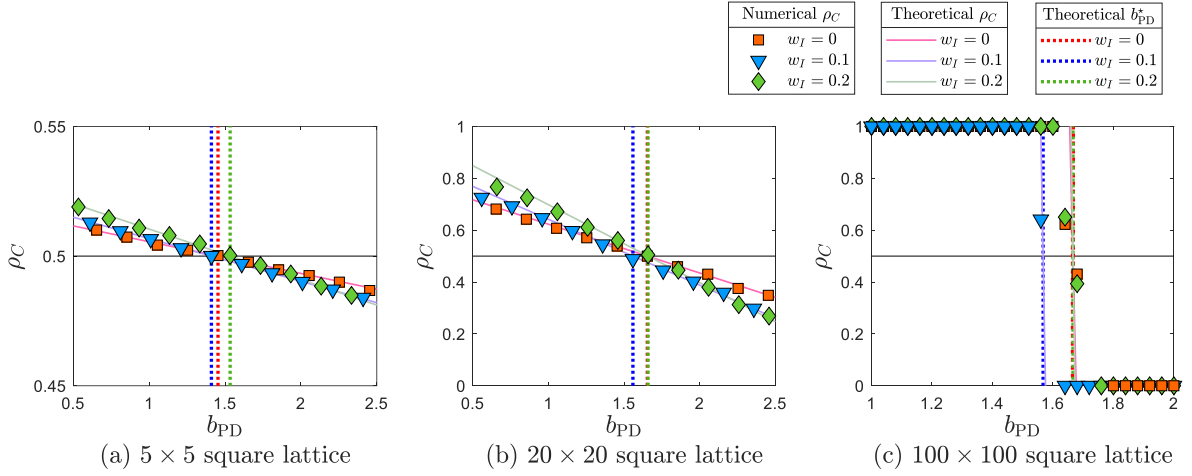 Numerical ρ_C
w_I = 0
w_I = 0.1
w_I = 0.2
Theoretical ρ_C
w_I = 0
w_I = 0.1
w_I = 0.2
Theoretical b*_PD
w_I = 0
w_I = 0.1
w_I = 0.2
0.55
0.5
0.45
ρ_C
0.5 1 1.5 2 2.5
b_PD
(a) 5 × 5 square lattice
1
0.8
0.6
0.4
0.2
0
ρ_C
0.5 1 1.5 2 2.5
b_PD
(b) 20 × 20 square lattice
1
0.8
0.6
0.4
0.2
0
ρ_C
1 1.2 1.4 1.6 1.8 2
b_PD
(c) 100 × 100 square lattice